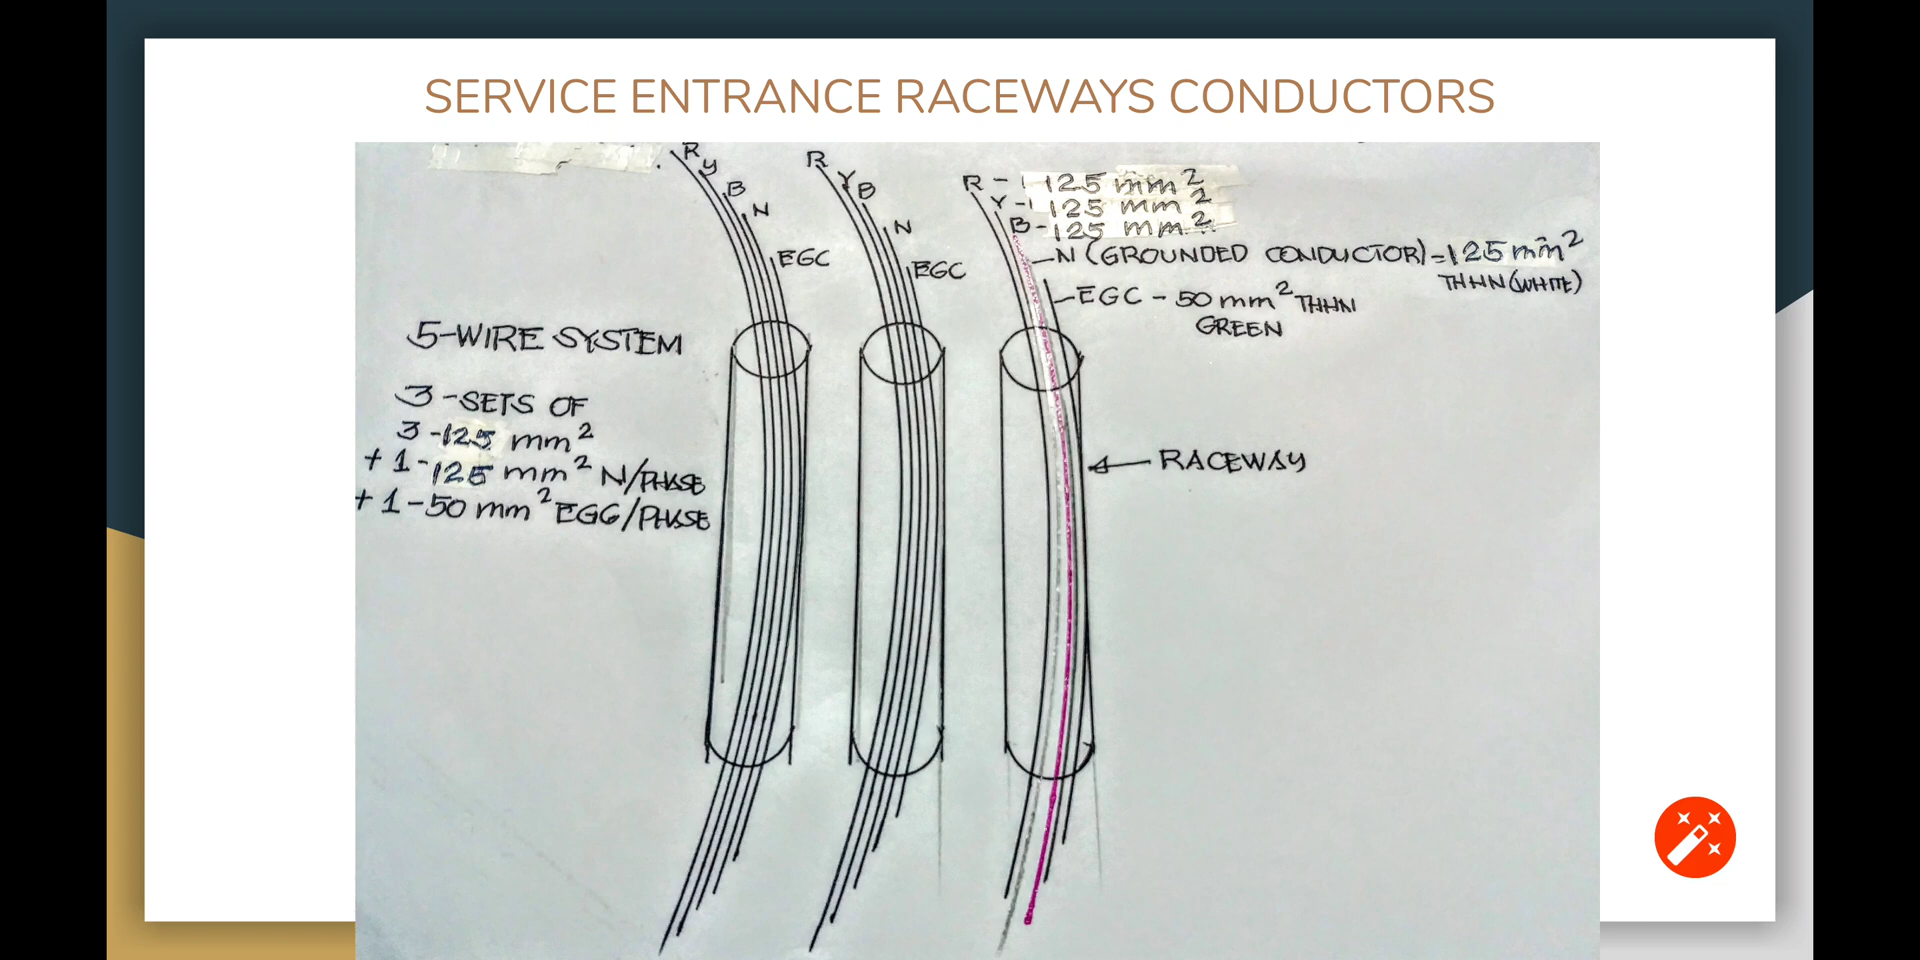 SERVICE ENTRANCE RACEWAYS CONDUCTORS
R
Y
B
N
EGC
R
Y
B
N
EGC
R - 125 mm²
Y - 125 mm²
B - 125 mm²
N (GROUNDED CONDUCTOR) = 125 mm²
THHN (WHITE)
EGC - 50 mm² THHN
GREEN
5-WIRE SYSTEM
3-SETS OF
3-125 mm²
+ 1-125 mm² N/PHASE
+ 1-50 mm² EGC/PHASE
RACEWAY